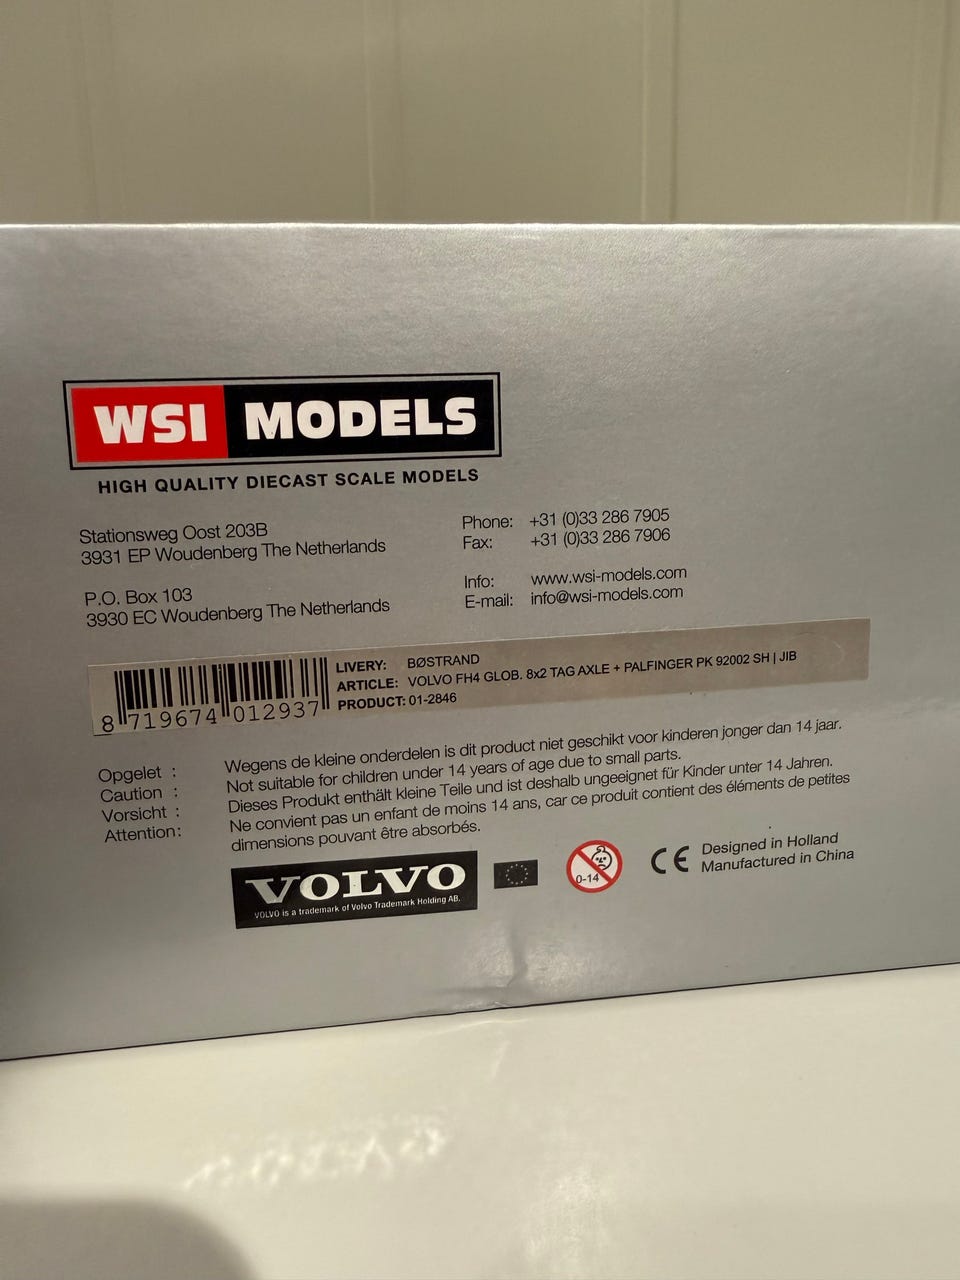 WSI MODELS
HIGH QUALITY DIECAST SCALE MODELS
Stationsweg Oost 203B
3931 EP Woudenberg The Netherlands
P.O. Box 103
3930 EC Woudenberg The Netherlands
Phone: +31 (0)33 286 7905
Fax: +31 (0)33 286 7906
Info: www.wsi-models.com
E-mail: info@wsi-models.com
LIVERY: BØSTRAND
ARTICLE: VOLVO FH4 GLOB. 8x2 TAG AXLE + PALFINGER PK 92002 SH | JIB
PRODUCT: 01-2846
8 719674 012937
Opgelet : Wegens de kleine onderdelen is dit product niet geschikt voor kinderen jonger dan 14 jaar.
Caution : Not suitable for children under 14 years of age due to small parts.
Vorsicht : Dieses Produkt enthält kleine Teile und ist deshalb ungeeignet für Kinder unter 14 Jahren.
Attention: Ne convient pas un enfant de moins 14 ans, car ce produit contient des éléments de petites
dimensions pouvant être absorbés.
VOLVO
VOLVO is a trademark of Volvo Trademark Holding AB.
0-14
CE
Designed in Holland
Manufactured in China